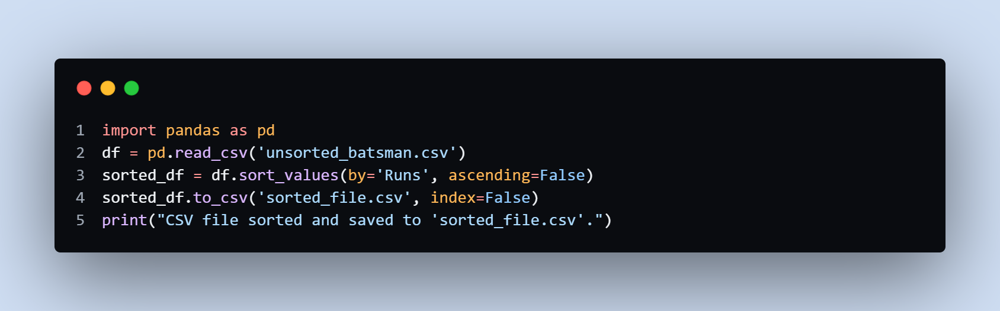 1 import pandas as pd
2 df = pd.read_csv('unsorted_batsman.csv')
3 sorted_df = df.sort_values(by='Runs', ascending=False)
4 sorted_df.to_csv('sorted_file.csv', index=False)
5 print("CSV file sorted and saved to 'sorted_file.csv'.")